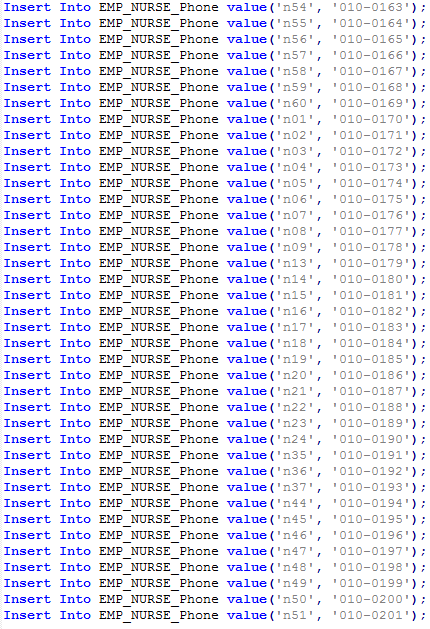 Insert Into EMP_NURSE_Phone value('n54', '010-0163');
Insert Into EMP_NURSE_Phone value('n55', '010-0164');
Insert Into EMP_NURSE_Phone value('n56', '010-0165');
Insert Into EMP_NURSE_Phone value('n57', '010-0166');
Insert Into EMP_NURSE_Phone value('n58', '010-0167');
Insert Into EMP_NURSE_Phone value('n59', '010-0168');
Insert Into EMP_NURSE_Phone value('n60', '010-0169');
Insert Into EMP_NURSE_Phone value('n01', '010-0170');
Insert Into EMP_NURSE_Phone value('n02', '010-0171');
Insert Into EMP_NURSE_Phone value('n03', '010-0172');
Insert Into EMP_NURSE_Phone value('n04', '010-0173');
Insert Into EMP_NURSE_Phone value('n05', '010-0174');
Insert Into EMP_NURSE_Phone value('n06', '010-0175');
Insert Into EMP_NURSE_Phone value('n07', '010-0176');
Insert Into EMP_NURSE_Phone value('n08', '010-0177');
Insert Into EMP_NURSE_Phone value('n09', '010-0178');
Insert Into EMP_NURSE_Phone value('n13', '010-0179');
Insert Into EMP_NURSE_Phone value('n14', '010-0180');
Insert Into EMP_NURSE_Phone value('n15', '010-0181');
Insert Into EMP_NURSE_Phone value('n16', '010-0182');
Insert Into EMP_NURSE_Phone value('n17', '010-0183');
Insert Into EMP_NURSE_Phone value('n18', '010-0184');
Insert Into EMP_NURSE_Phone value('n19', '010-0185');
Insert Into EMP_NURSE_Phone value('n20', '010-0186');
Insert Into EMP_NURSE_Phone value('n21', '010-0187');
Insert Into EMP_NURSE_Phone value('n22', '010-0188');
Insert Into EMP_NURSE_Phone value('n23', '010-0189');
Insert Into EMP_NURSE_Phone value('n24', '010-0190');
Insert Into EMP_NURSE_Phone value('n35', '010-0191');
Insert Into EMP_NURSE_Phone value('n36', '010-0192');
Insert Into EMP_NURSE_Phone value('n37', '010-0193');
Insert Into EMP_NURSE_Phone value('n44', '010-0194');
Insert Into EMP_NURSE_Phone value('n45', '010-0195');
Insert Into EMP_NURSE_Phone value('n46', '010-0196');
Insert Into EMP_NURSE_Phone value('n47', '010-0197');
Insert Into EMP_NURSE_Phone value('n48', '010-0198');
Insert Into EMP_NURSE_Phone value('n49', '010-0199');
Insert Into EMP_NURSE_Phone value('n50', '010-0200');
Insert Into EMP_NURSE_Phone value('n51', '010-0201');